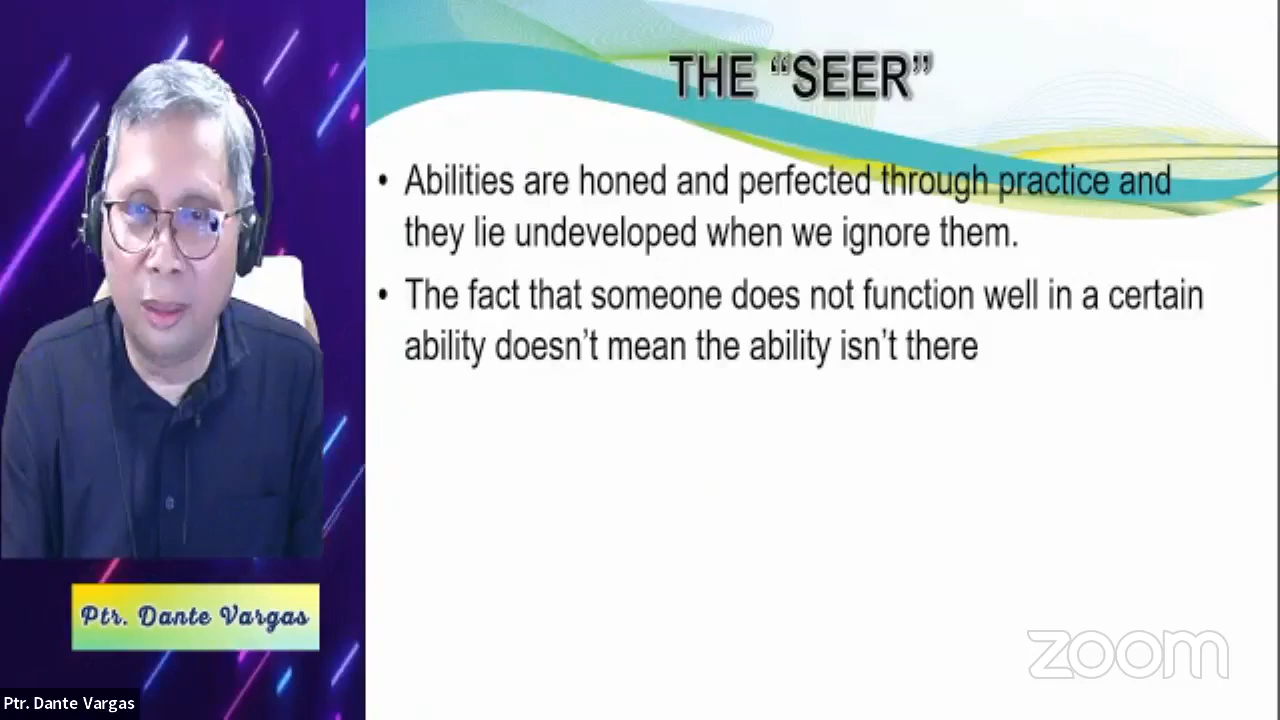 THE “SEER”
• Abilities are honed and perfected through practice and
they lie undeveloped when we ignore them.
• The fact that someone does not function well in a certain
ability doesn’t mean the ability isn’t there
Ptr. Dante Vargas
Ptr. Dante Vargas
zoom